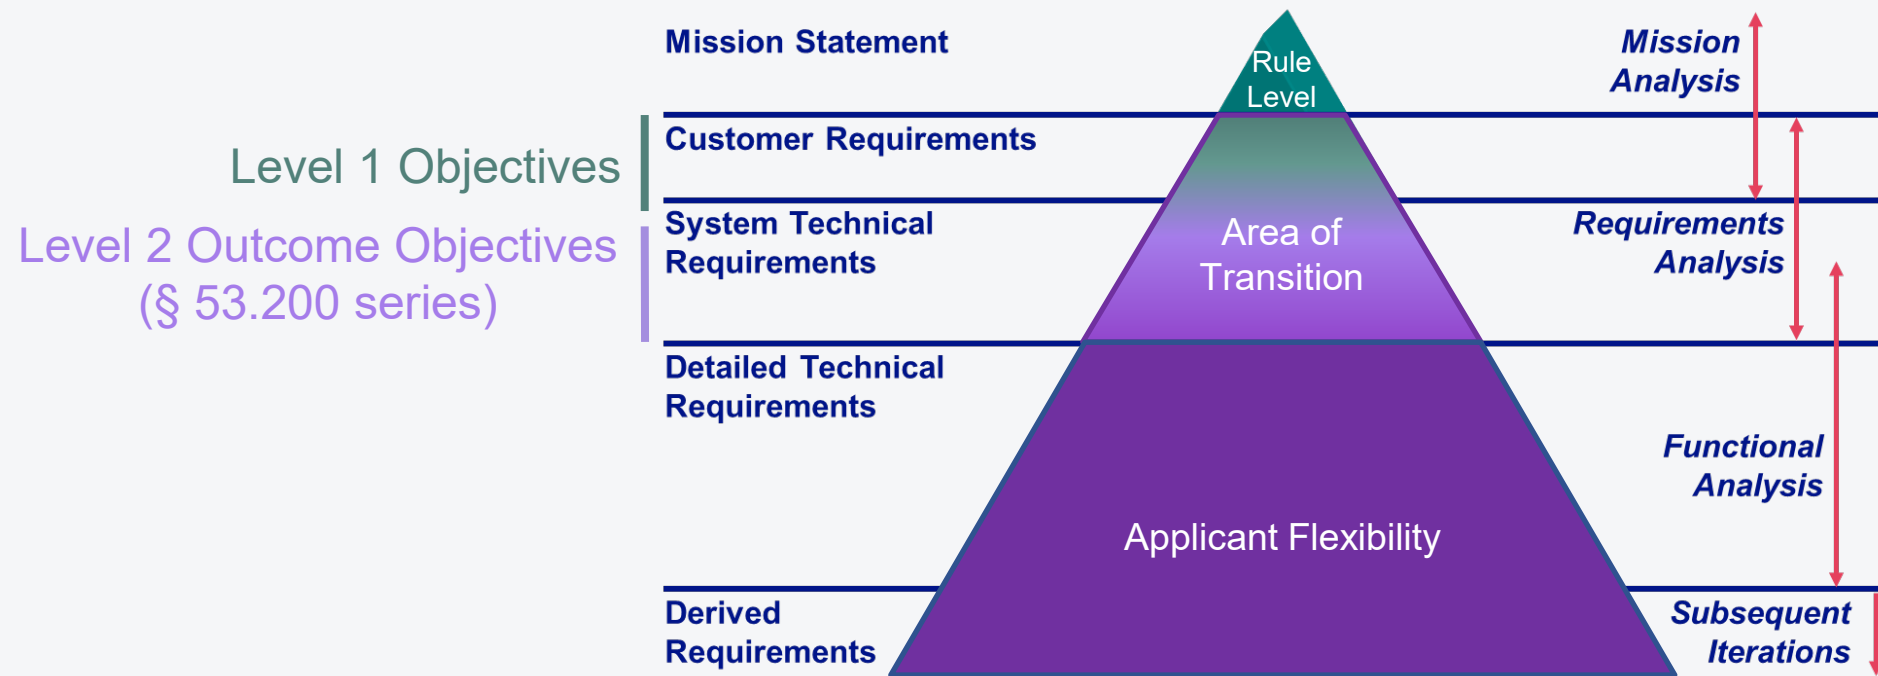 Mission Statement
Rule
Level
Mission
Analysis
Level 1 Objectives
Customer Requirements
Level 2 Outcome Objectives
(§ 53.200 series)
System Technical
Requirements
Area of
Transition
Requirements
Analysis
Detailed Technical
Requirements
Applicant Flexibility
Functional
Analysis
Derived
Requirements
Subsequent
Iterations